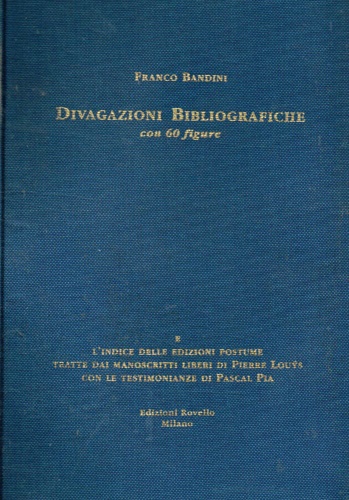 FRANCO BANDINI
DIVAGAZIONI BIBLIOGRAFICHE
con 60 figure
E
L'INDICE DELLE EDIZIONI POSTUME
TRATTE DAI MANOSCRITTI LIBERI DI PIERRE LOUŸS
CON LE TESTIMONIANZE DI PASCAL PIA
Edizioni Rovello
Milano